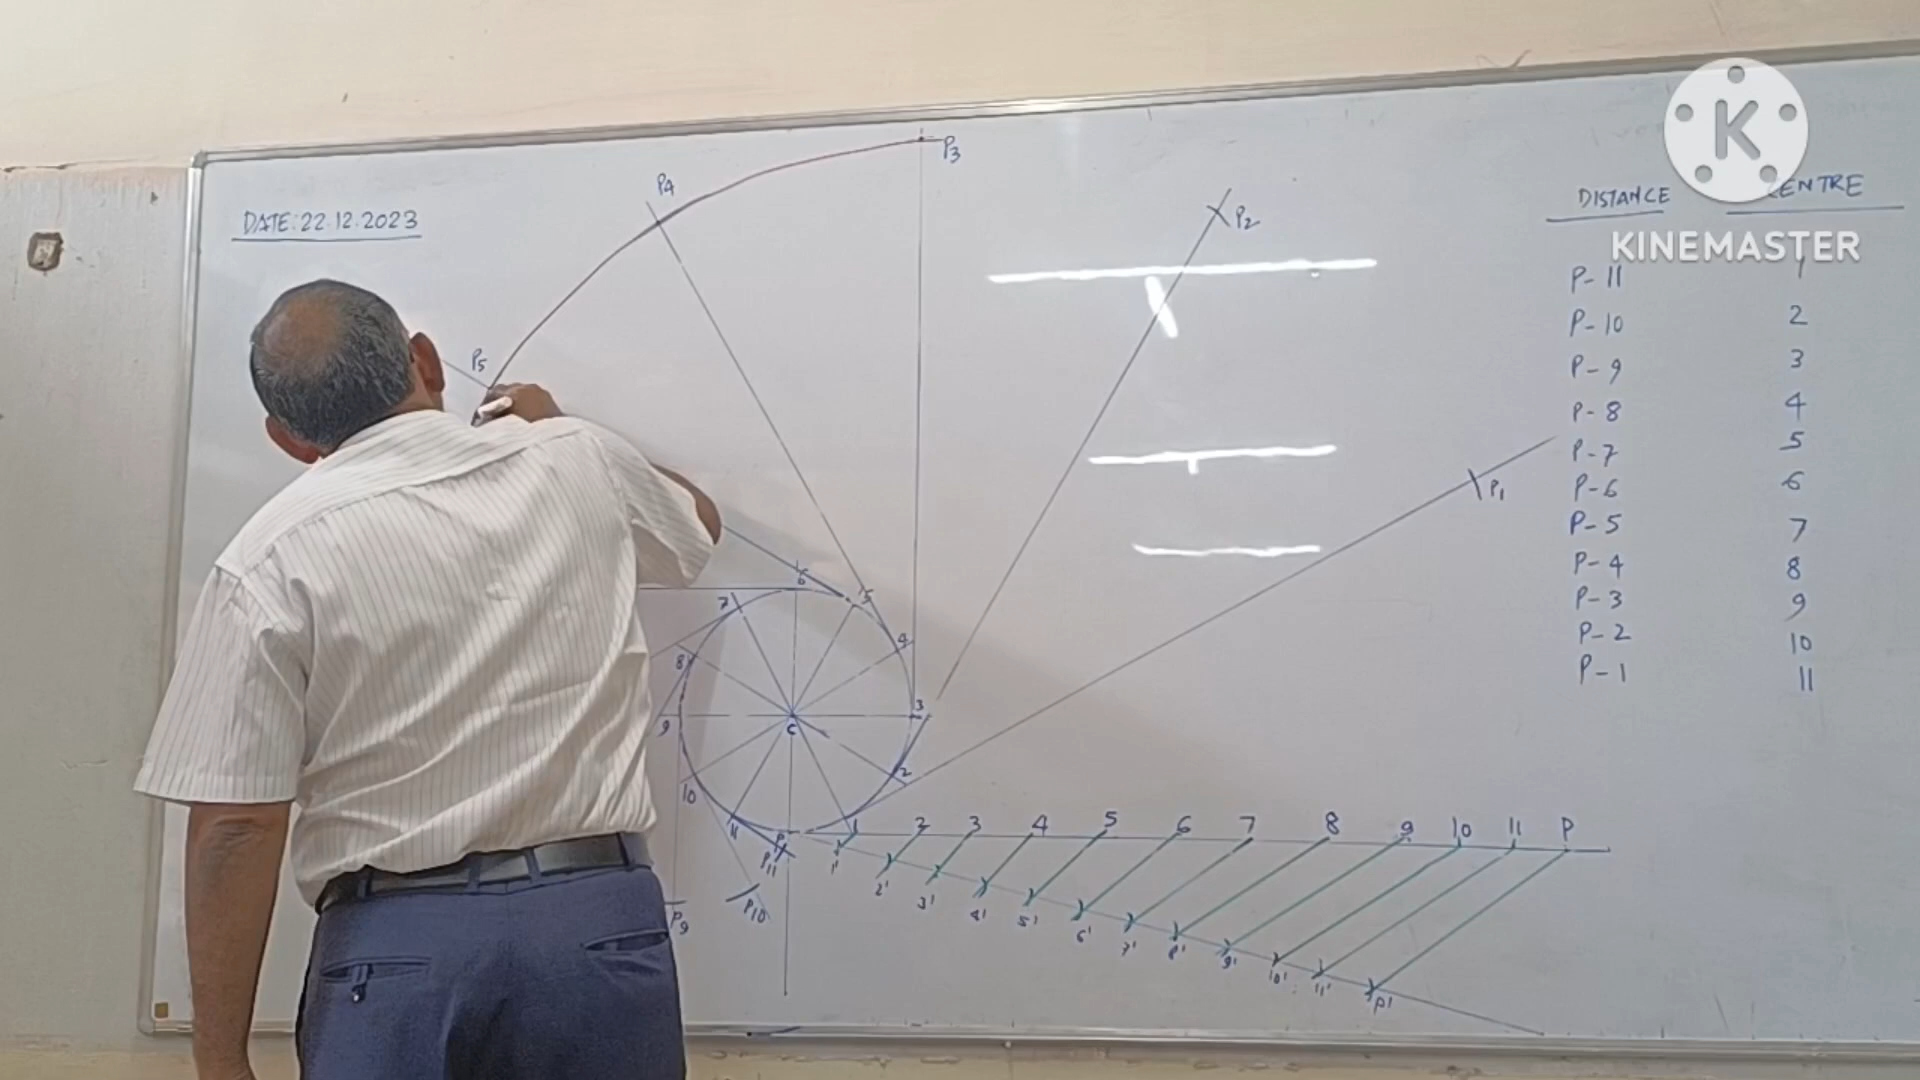 DATE: 22.12.2023
P3
P4
P2
P5
P1
DISTANCE
CENTRE
KINEMASTER
K
P-11 1
P-10 2
P-9 3
P-8 4
P-7 5
P-6 6
P-5 7
P-4 8
P-3 9
P-2 10
P-1 11
6
7 5
8 4
9 C 3
10 2
11 P 1 2 3 4 5 6 7 8 9 10 11 P
P11 1' 2' 3' 4' 5' 6' 7' 8' 9' 10' 11' P'
P10
P9